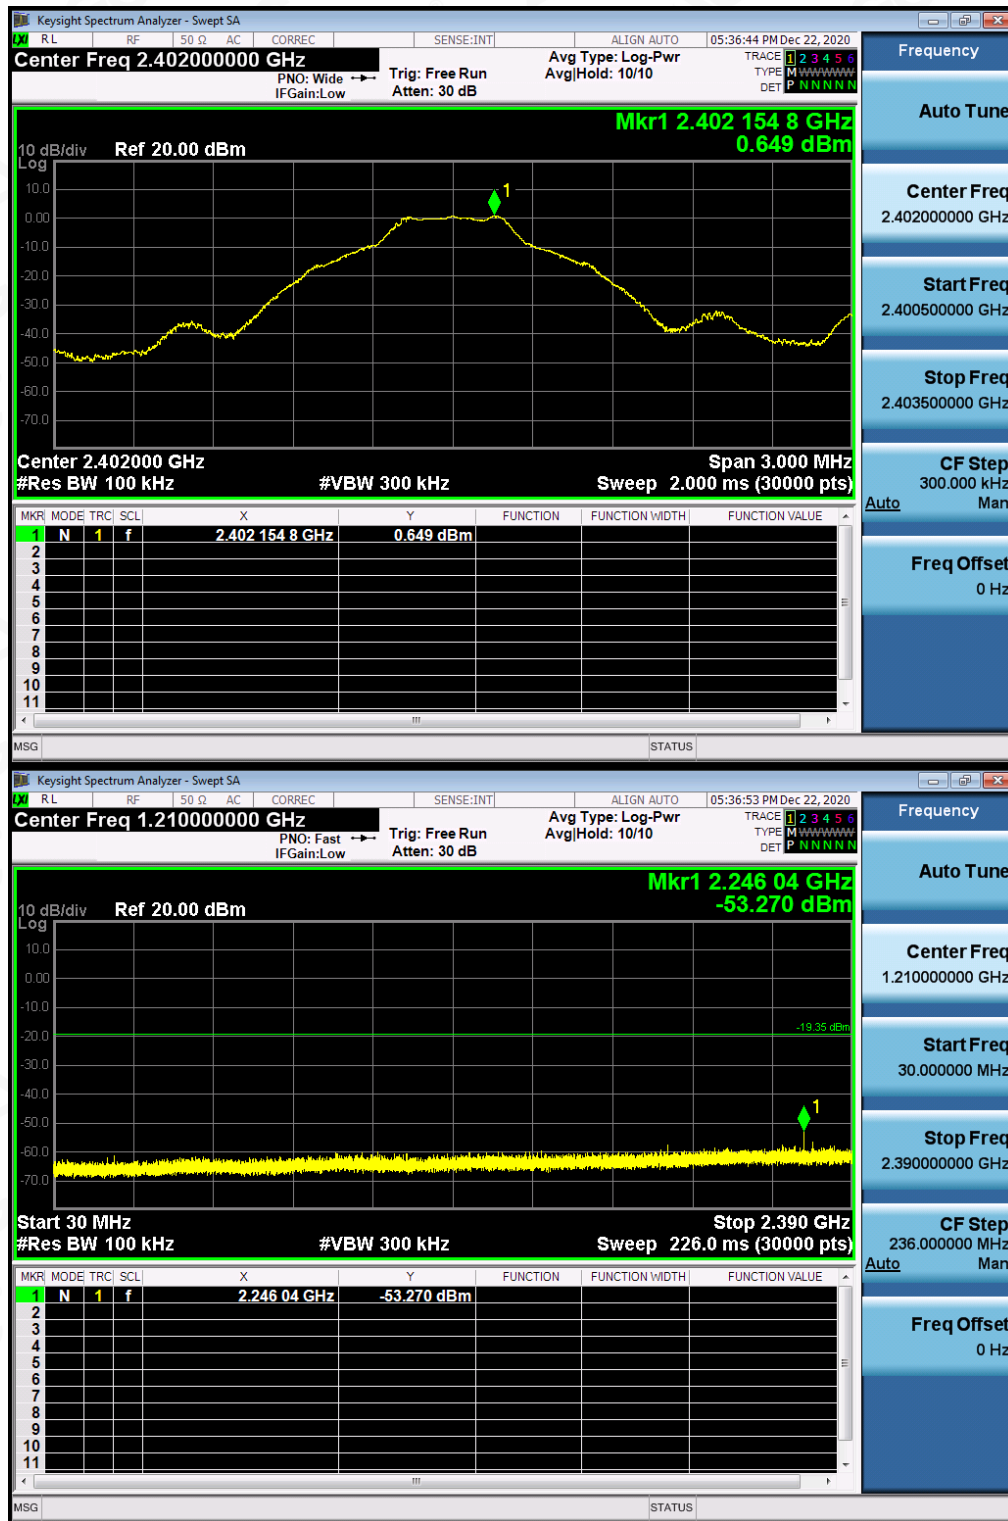 Keysight Spectrum Analyzer - Swept SA
LXI RL RF 50 Ω AC CORREC SENSE:INT ALIGN AUTO 05:36:44 PM Dec 22, 2020
Center Freq 2.402000000 GHz
PNO: Wide
IFGain:Low
Trig: Free Run
Atten: 30 dB
Avg Type: Log-Pwr
Avg|Hold: 10/10
TRACE 1 2 3 4 5 6
TYPE M WWWWW
DET P N N N N N
Mkr1 2.402 154 8 GHz
0.649 dBm
10 dB/div Ref 20.00 dBm
Log
10.0
0.00
-10.0
-20.0
-30.0
-40.0
-50.0
-60.0
-70.0
1
Center 2.402000 GHz Span 3.000 MHz
#Res BW 100 kHz #VBW 300 kHz Sweep 2.000 ms (30000 pts)
MKR MODE TRC SCL X Y FUNCTION FUNCTION WIDTH FUNCTION VALUE
1 N 1 f 2.402 154 8 GHz 0.649 dBm
2
3
4
5
6
7
8
9
10
11
MSG STATUS
Frequency
Auto Tune
Center Freq
2.402000000 GHz
Start Freq
2.400500000 GHz
Stop Freq
2.403500000 GHz
CF Step
300.000 kHz
Auto Man
Freq Offset
0 Hz
Keysight Spectrum Analyzer - Swept SA
LXI RL RF 50 Ω AC CORREC SENSE:INT ALIGN AUTO 05:36:53 PM Dec 22, 2020
Center Freq 1.210000000 GHz
PNO: Fast
IFGain:Low
Trig: Free Run
Atten: 30 dB
Avg Type: Log-Pwr
Avg|Hold: 10/10
TRACE 1 2 3 4 5 6
TYPE M WWWWW
DET P N N N N N
Mkr1 2.246 04 GHz
-53.270 dBm
10 dB/div Ref 20.00 dBm
Log
10.0
0.00
-10.0
-20.0
-30.0
-40.0
-50.0
-60.0
-70.0
-19.35 dBm
1
Start 30 MHz Stop 2.390 GHz
#Res BW 100 kHz #VBW 300 kHz Sweep 226.0 ms (30000 pts)
MKR MODE TRC SCL X Y FUNCTION FUNCTION WIDTH FUNCTION VALUE
1 N 1 f 2.246 04 GHz -53.270 dBm
2
3
4
5
6
7
8
9
10
11
MSG STATUS
Frequency
Auto Tune
Center Freq
1.210000000 GHz
Start Freq
30.000000 MHz
Stop Freq
2.390000000 GHz
CF Step
236.000000 MHz
Auto Man
Freq Offset
0 Hz